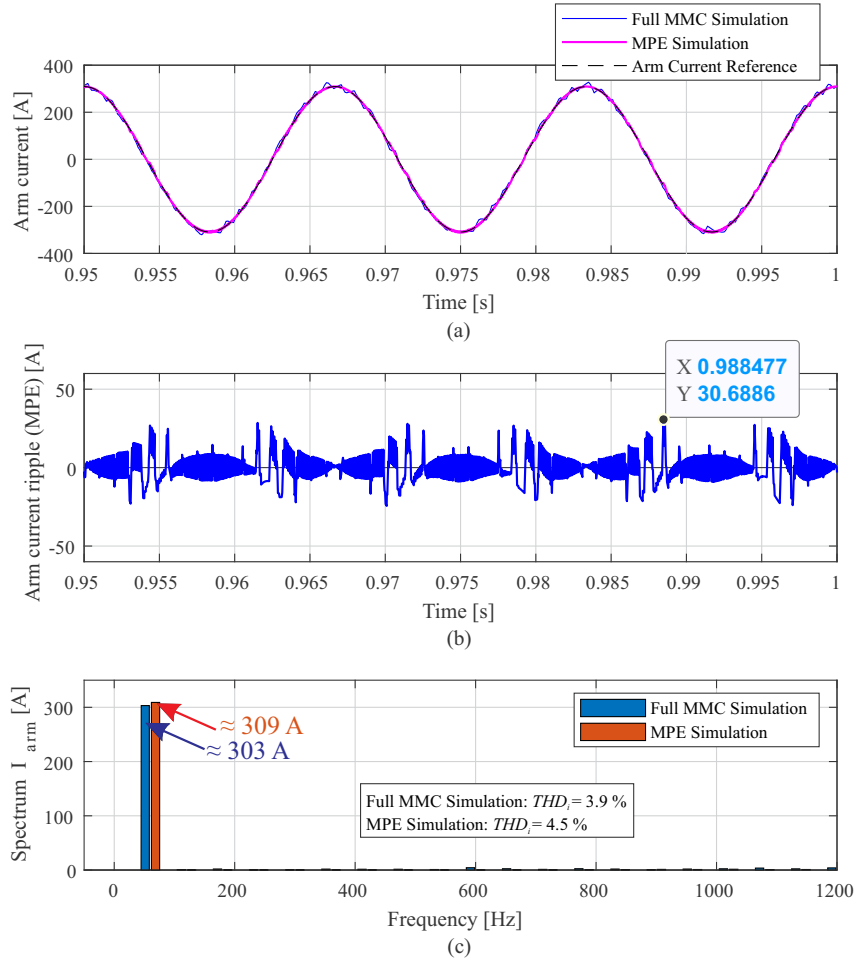 Full MMC Simulation
MPE Simulation
Arm Current Reference
Arm current [A]
400
200
0
-200
-400
0.95 0.955 0.96 0.965 0.97 0.975 0.98 0.985 0.99 0.995 1
Time [s]
(a)
Arm current ripple (MPE) [A]
X 0.988477
Y 30.6886
50
0
-50
0.95 0.955 0.96 0.965 0.97 0.975 0.98 0.985 0.99 0.995 1
Time [s]
(b)
Spectrum I arm [A]
300
200
100
0
≈ 309 A
≈ 303 A
Full MMC Simulation
MPE Simulation
Full MMC Simulation: THDi = 3.9 %
MPE Simulation: THDi = 4.5 %
0 200 400 600 800 1000 1200
Frequency [Hz]
(c)